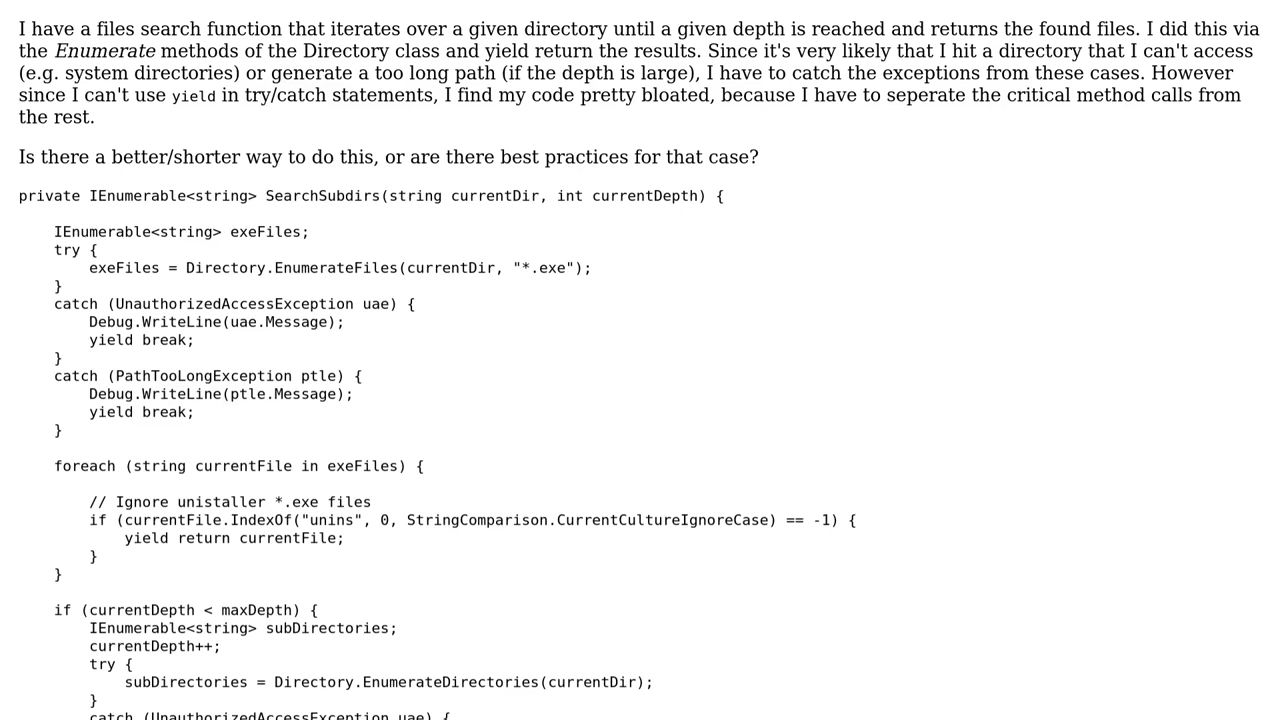 I have a files search function that iterates over a given directory until a given depth is reached and returns the found files. I did this via
the Enumerate methods of the Directory class and yield return the results. Since it's very likely that I hit a directory that I can't access
(e.g. system directories) or generate a too long path (if the depth is large), I have to catch the exceptions from these cases. However
since I can't use yield in try/catch statements, I find my code pretty bloated, because I have to seperate the critical method calls from
the rest.
Is there a better/shorter way to do this, or are there best practices for that case?
private IEnumerable<string> SearchSubdirs(string currentDir, int currentDepth) {
    IEnumerable<string> exeFiles;
    try {
        exeFiles = Directory.EnumerateFiles(currentDir, "*.exe");
    }
    catch (UnauthorizedAccessException uae) {
        Debug.WriteLine(uae.Message);
        yield break;
    }
    catch (PathTooLongException ptle) {
        Debug.WriteLine(ptle.Message);
        yield break;
    }
    foreach (string currentFile in exeFiles) {
        // Ignore unistaller *.exe files
        if (currentFile.IndexOf("unins", 0, StringComparison.CurrentCultureIgnoreCase) == -1) {
            yield return currentFile;
        }
    }
    if (currentDepth < maxDepth) {
        IEnumerable<string> subDirectories;
        currentDepth++;
        try {
            subDirectories = Directory.EnumerateDirectories(currentDir);
        }
        catch (UnauthorizedAccessException uae) {